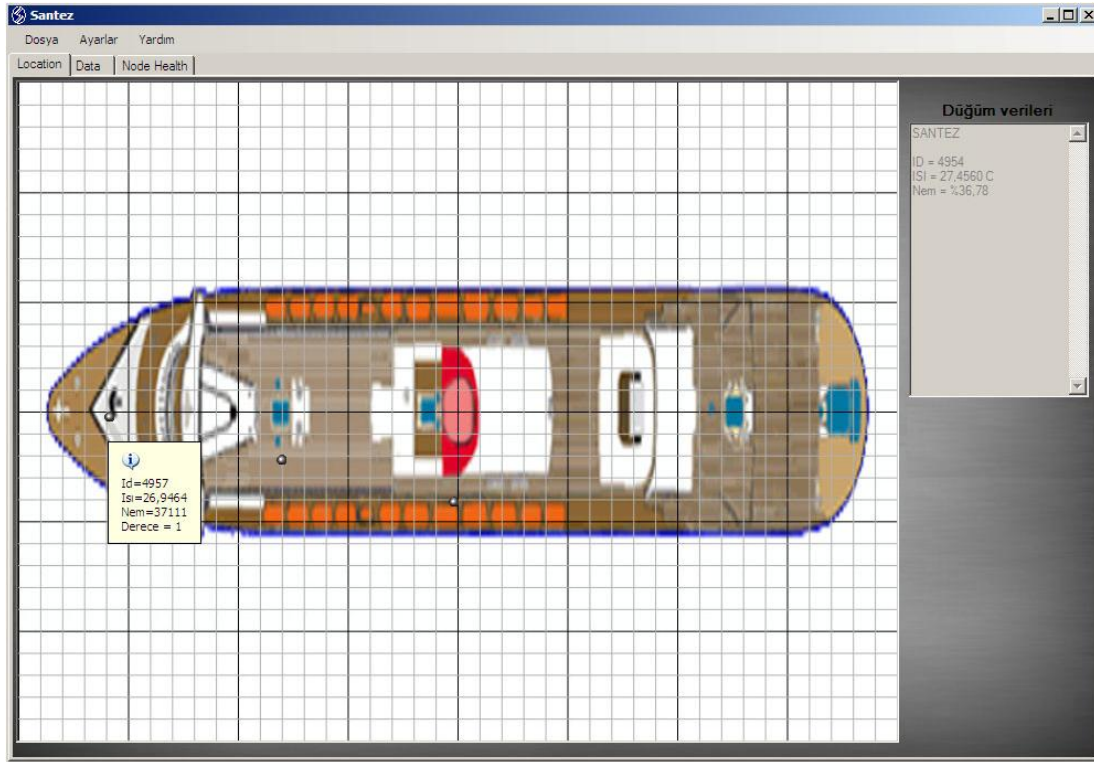 Santez
Dosya Ayarlar Yardım
Location Data Node Health
Düğüm verileri
SANTEZ
ID = 4954
ISI = 27,4560 C
Nem = %36,78
Id=4957
Isı=26,9464
Nem=37111
Derece = 1